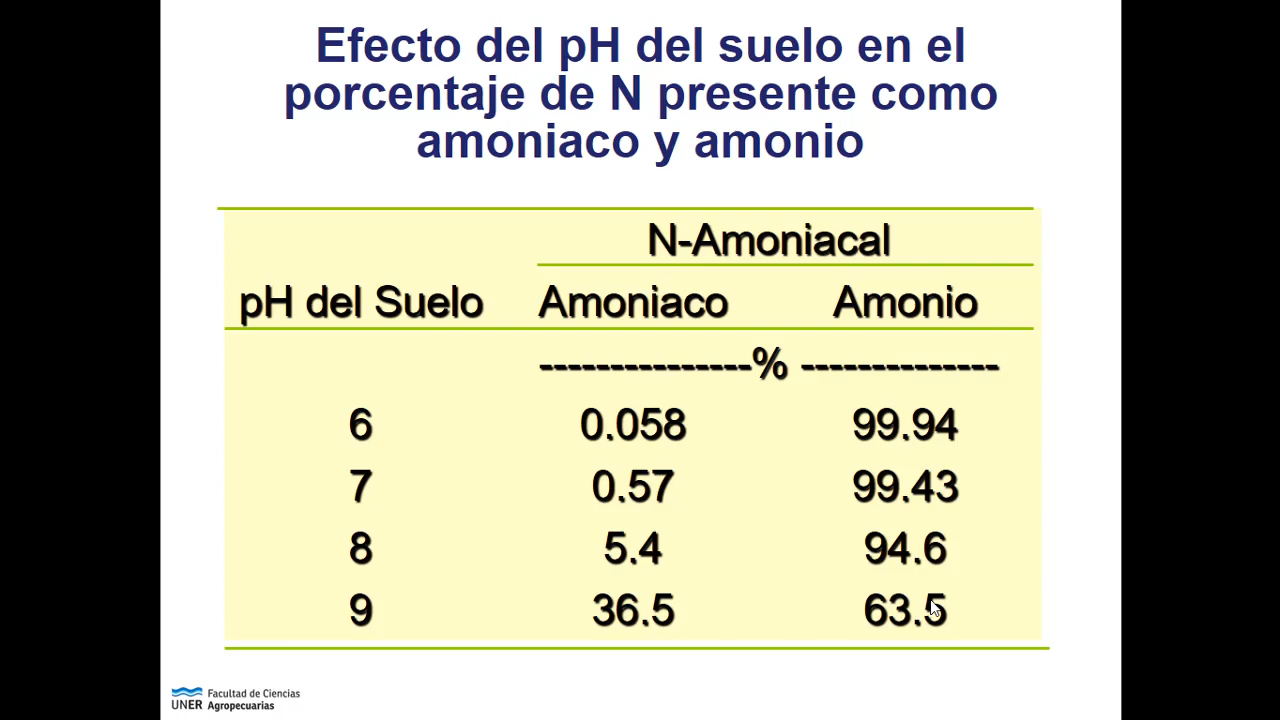 Efecto del pH del suelo en el
porcentaje de N presente como
amoniaco y amonio
N-Amoniacal
pH del Suelo Amoniaco Amonio
---------------% --------------
6 0.058 99.94
7 0.57 99.43
8 5.4 94.6
9 36.5 63.5
UNER Facultad de Ciencias
Agropecuarias